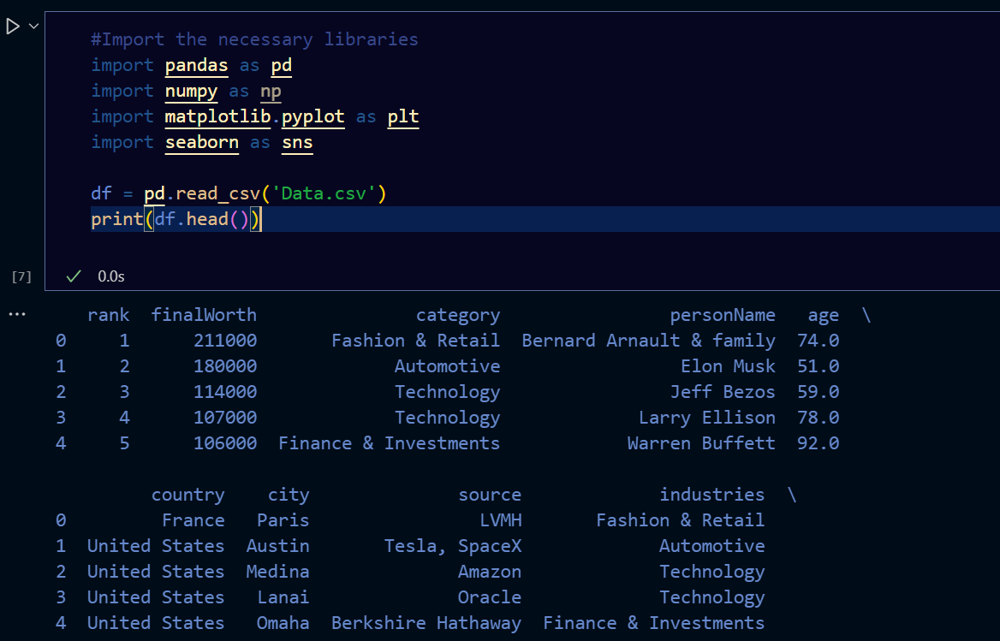 #Import the necessary libraries
import pandas as pd
import numpy as np
import matplotlib.pyplot as plt
import seaborn as sns
df = pd.read_csv('Data.csv')
print(df.head())
[7] 0.0s
rank finalWorth category personName age \
0 1 211000 Fashion & Retail Bernard Arnault & family 74.0
1 2 180000 Automotive Elon Musk 51.0
2 3 114000 Technology Jeff Bezos 59.0
3 4 107000 Technology Larry Ellison 78.0
4 5 106000 Finance & Investments Warren Buffett 92.0
country city source industries \
0 France Paris LVMH Fashion & Retail
1 United States Austin Tesla, SpaceX Automotive
2 United States Medina Amazon Technology
3 United States Lanai Oracle Technology
4 United States Omaha Berkshire Hathaway Finance & Investments